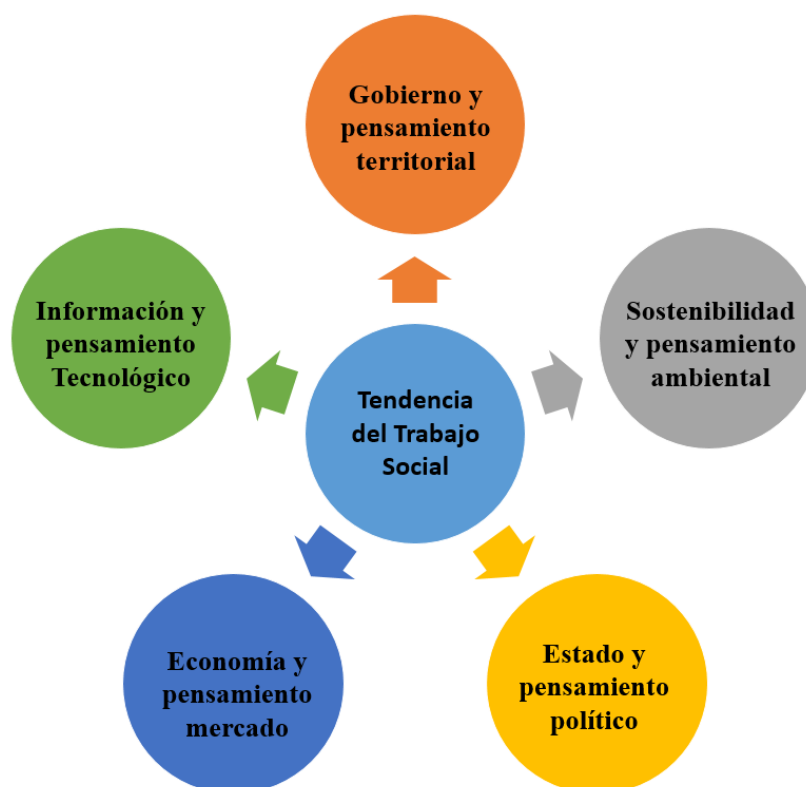 Gobierno y
pensamiento
territorial
Información y
pensamiento
Tecnológico
Sostenibilidad
y pensamiento
ambiental
Tendencia
del Trabajo
Social
Economía y
pensamiento
mercado
Estado y
pensamiento
político